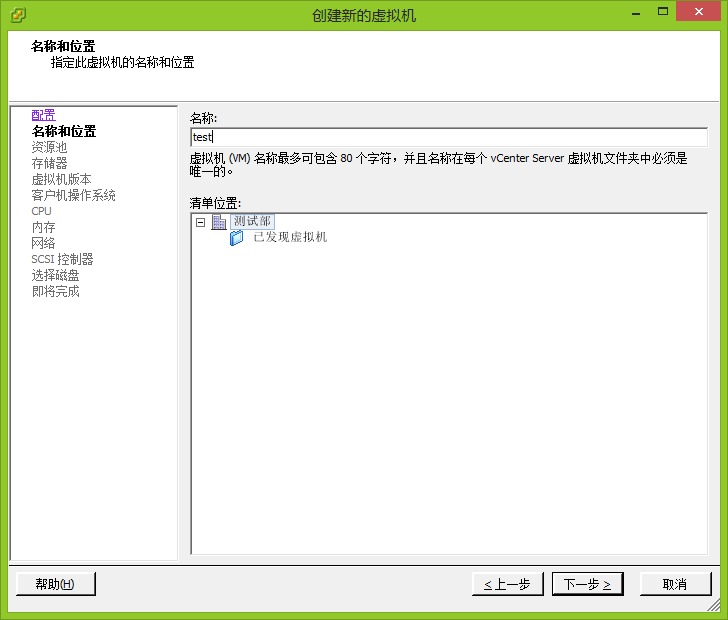 创建新的虚拟机
名称和位置
指定此虚拟机的名称和位置
配置
名称和位置
资源池
存储器
虚拟机版本
客户机操作系统
CPU
内存
网络
SCSI 控制器
选择磁盘
即将完成
名称:
test
虚拟机 (VM) 名称最多可包含 80 个字符，并且名称在每个 vCenter Server 虚拟机文件夹中必须是
唯一的。
清单位置:
测试部
已发现虚拟机
帮助(H)
< 上一步
下一步 >
取消